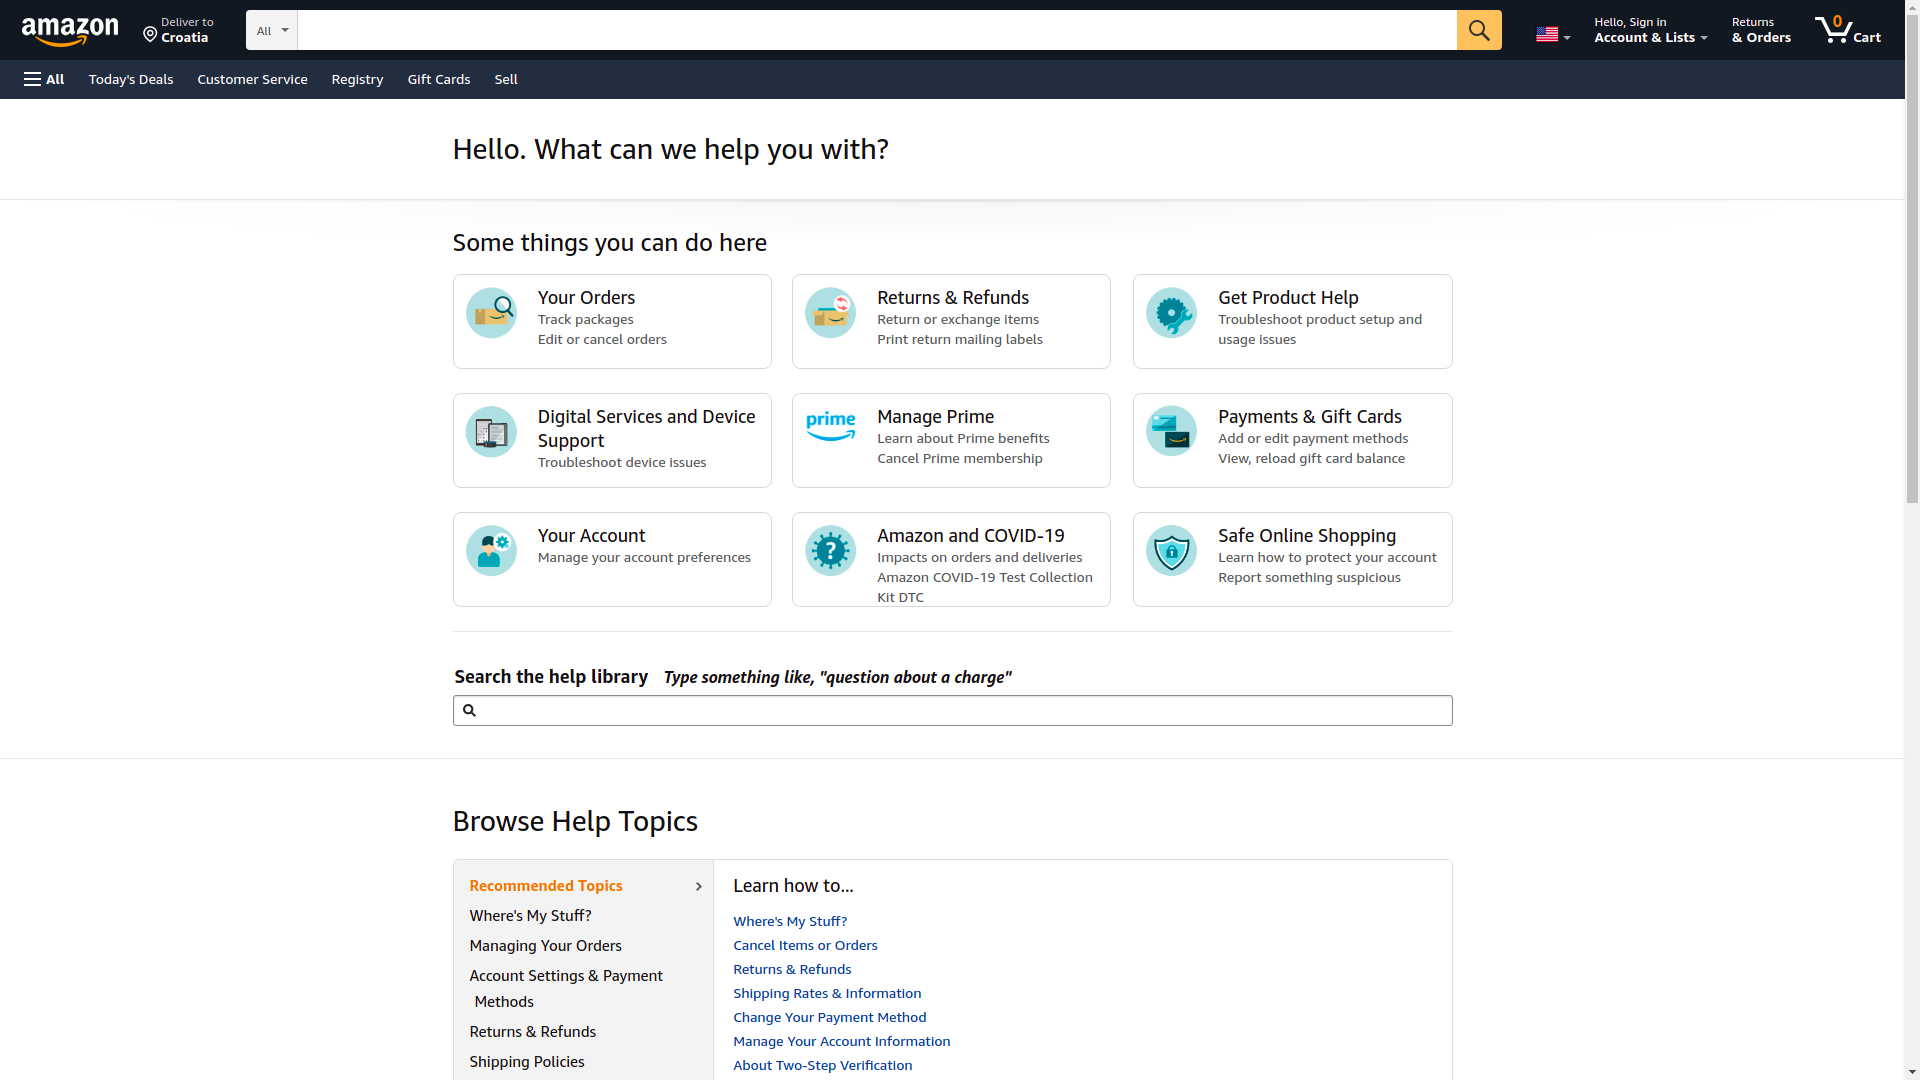 amazon
Deliver to
Croatia
All
Hello, Sign in
Account & Lists
Returns
& Orders
0
Cart
All
Today's Deals
Customer Service
Registry
Gift Cards
Sell
Hello. What can we help you with?
Some things you can do here
Your Orders
Track packages
Edit or cancel orders
Returns & Refunds
Return or exchange items
Print return mailing labels
Get Product Help
Troubleshoot product setup and
usage issues
Digital Services and Device
Support
Troubleshoot device issues
prime
Manage Prime
Learn about Prime benefits
Cancel Prime membership
Payments & Gift Cards
Add or edit payment methods
View, reload gift card balance
Your Account
Manage your account preferences
?
Amazon and COVID-19
Impacts on orders and deliveries
Amazon COVID-19 Test Collection
Kit DTC
Safe Online Shopping
Learn how to protect your account
Report something suspicious
Search the help library Type something like, "question about a charge"
Browse Help Topics
Recommended Topics
Where's My Stuff?
Managing Your Orders
Account Settings & Payment
Methods
Returns & Refunds
Shipping Policies
Learn how to...
Where's My Stuff?
Cancel Items or Orders
Returns & Refunds
Shipping Rates & Information
Change Your Payment Method
Manage Your Account Information
About Two-Step Verification